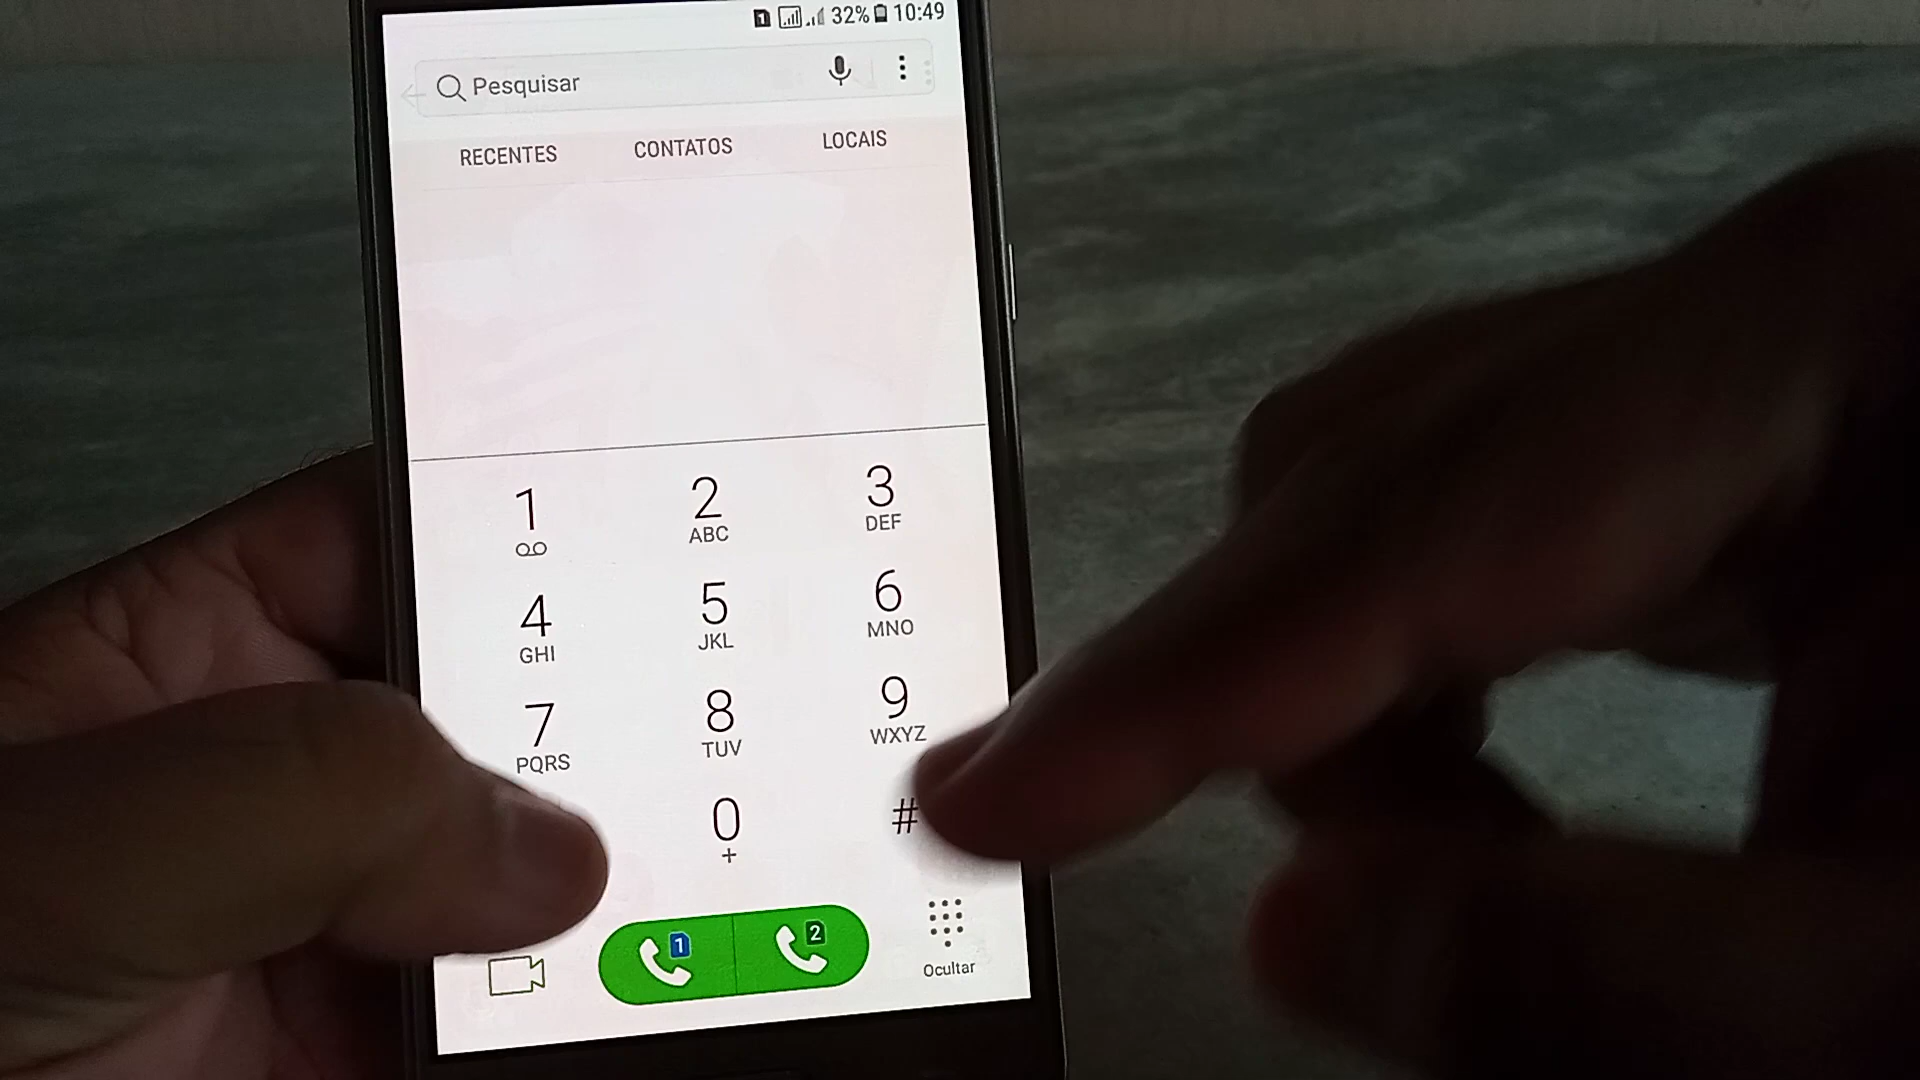 1 32% 10:49
Pesquisar
RECENTES CONTATOS LOCAIS
1 2 3
ABC DEF
4 5 6
GHI JKL MNO
7 8 9
PQRS TUV WXYZ
0 #
+
1 2
Ocultar